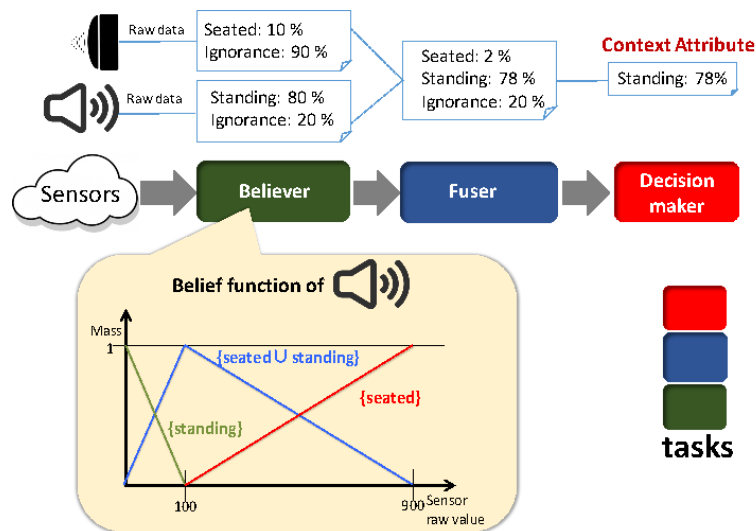 Raw data
Seated: 10 %
Ignorance: 90 %
Raw data
Standing: 80 %
Ignorance: 20 %
Seated: 2 %
Standing: 78 %
Ignorance: 20 %
Context Attribute
Standing: 78%
Sensors
Believer
Fuser
Decision
maker
Belief function of
Mass
1
{seated ∪ standing}
{standing}
{seated}
100
900
Sensor
raw value
tasks